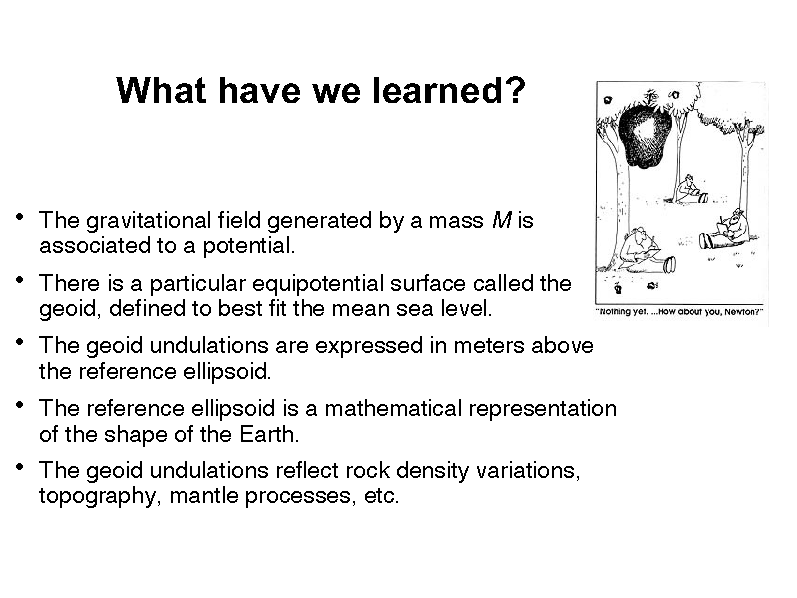 What have we learned?
• The gravitational field generated by a mass M is
associated to a potential.
• There is a particular equipotential surface called the
geoid, defined to best fit the mean sea level.
• The geoid undulations are expressed in meters above
the reference ellipsoid.
• The reference ellipsoid is a mathematical representation
of the shape of the Earth.
• The geoid undulations reflect rock density variations,
topography, mantle processes, etc.
"Nothing yet. ...How about you, Newton?"